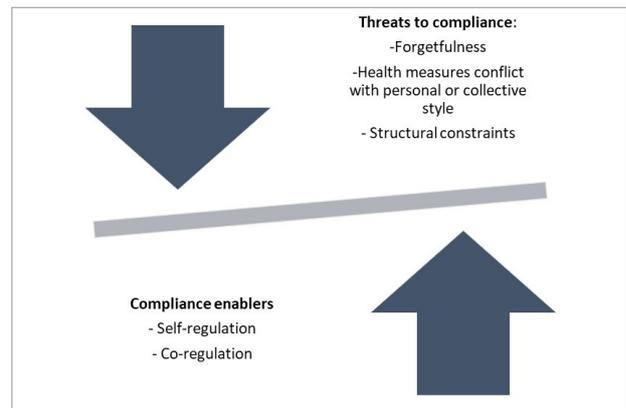 Threats to compliance:
-Forgetfulness
-Health measures conflict
with personal or collective
style
- Structural constraints
Compliance enablers
- Self-regulation
- Co-regulation